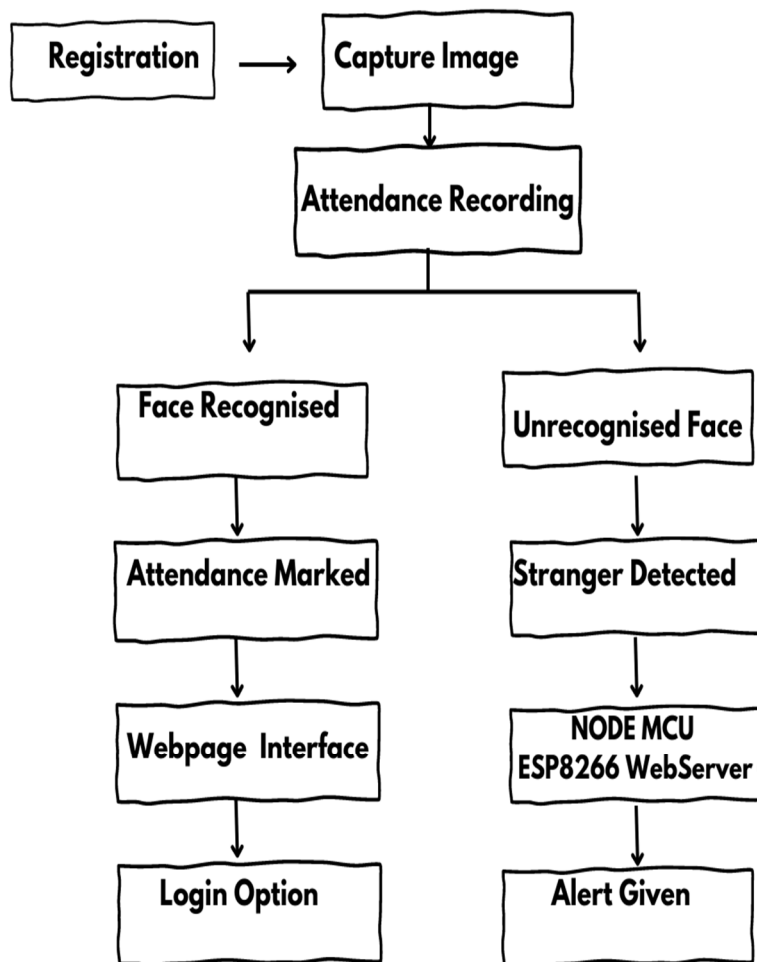 Registration
Capture Image
Attendance Recording
Face Recognised
Unrecognised Face
Attendance Marked
Stranger Detected
Webpage Interface
NODE MCU
ESP8266 WebServer
Login Option
Alert Given